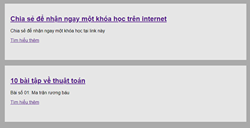 Chia sẻ để nhận ngay một khóa học trên internet
Chia sẻ để nhận ngay một khóa học tại link này
Tìm hiểu thêm
10 bài tập về thuật toán
Bài số 01. Ma trận rương báu
Tìm hiểu thêm